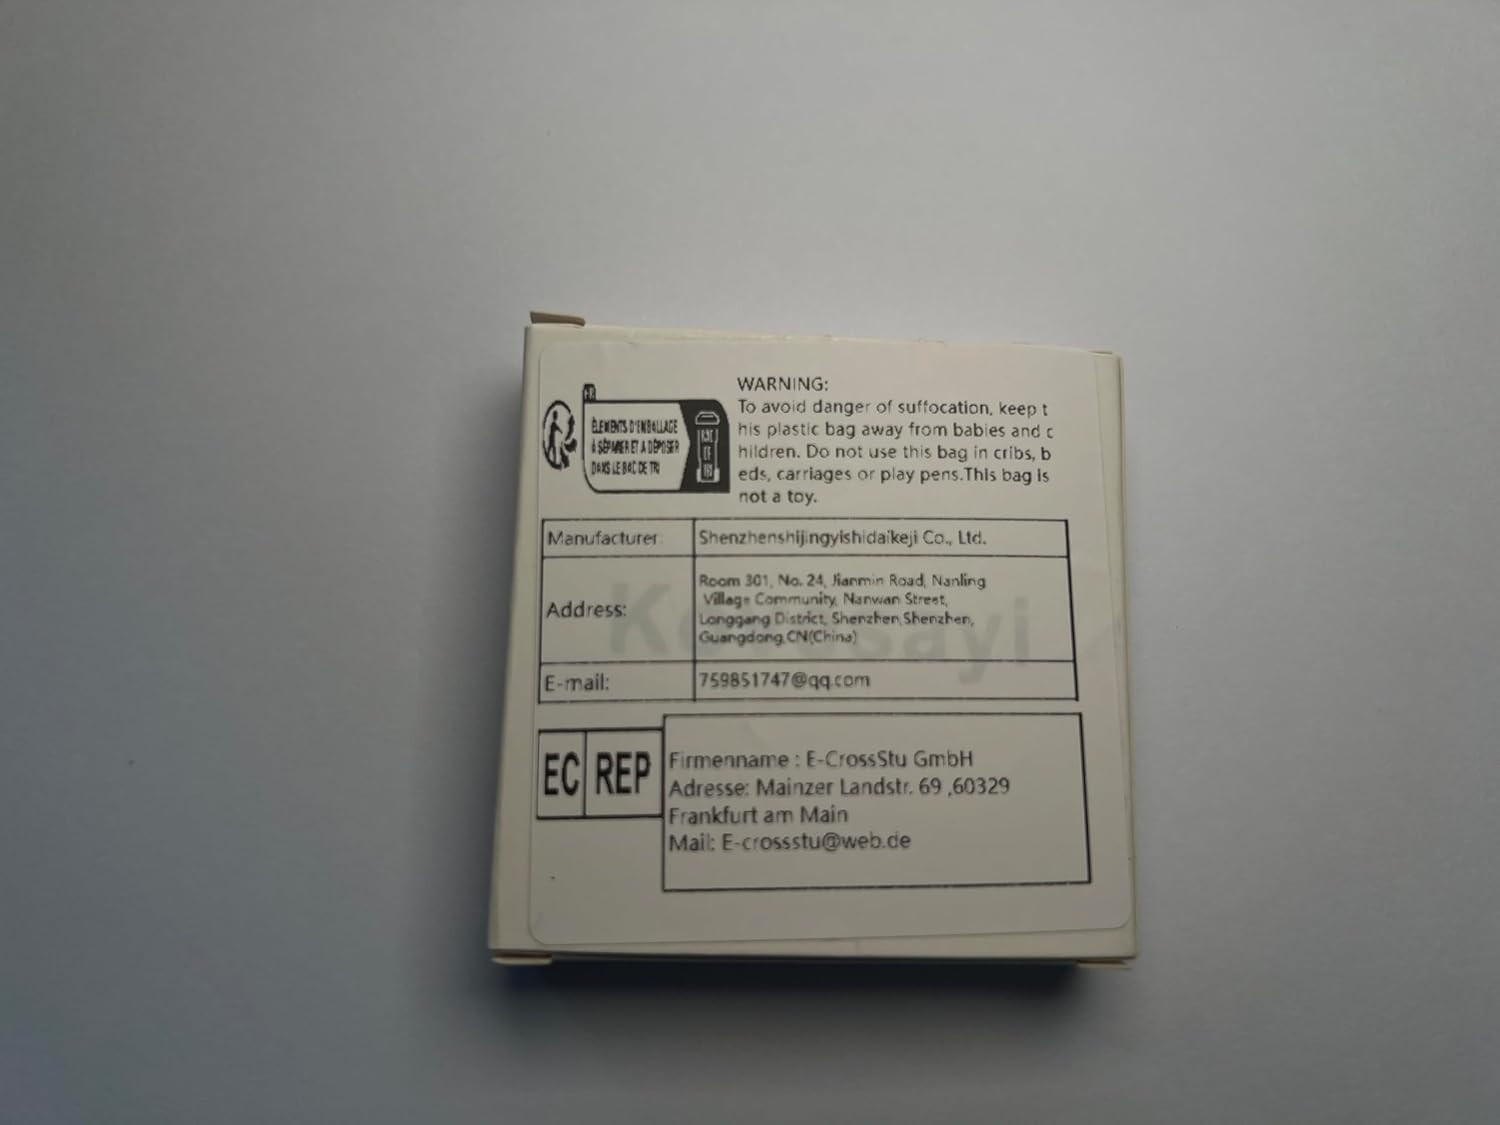 WARNING:
To avoid danger of suffocation, keep t
his plastic bag away from babies and c
hildren. Do not use this bag in cribs, b
eds, carriages or play pens.This bag is
not a toy.
FR
ÉLÉMENTS D'EMBALLAGE
À SÉPARER ET À DÉPOSER
DANS LE BAC DE TRI
BAC
DE
TRI
Manufacturer: Shenzhenshijingyishidaikeji Co., Ltd.
Address:
Room 301, No. 24, Jianmin Road, Nanling
Village Community, Nanwan Street,
Longgang District, Shenzhen,Shenzhen,
Guangdong,CN(China)
E-mail: 759851747@qq.com
EC REP
Firmenname : E-CrossStu GmbH
Adresse: Mainzer Landstr. 69 ,60329
Frankfurt am Main
Mail: E-crossstu@web.de